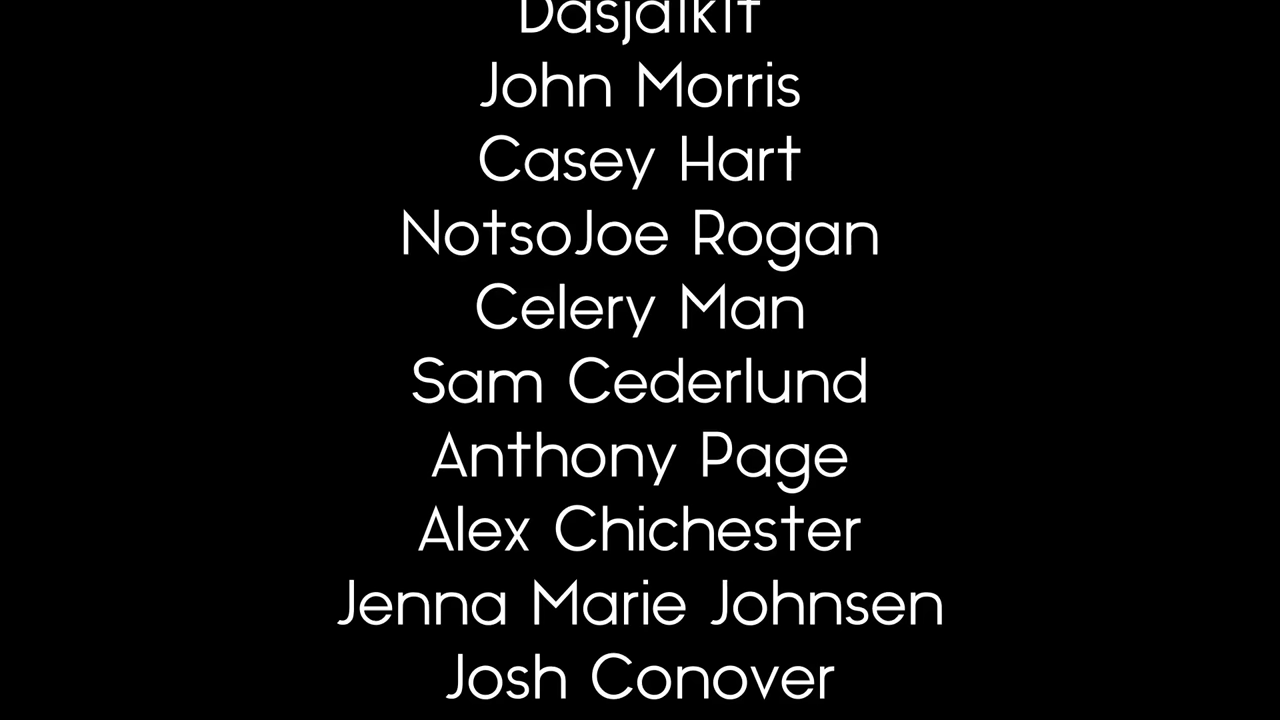 John Morris
Casey Hart
NotsoJoe Rogan
Celery Man
Sam Cederlund
Anthony Page
Alex Chichester
Jenna Marie Johnsen
Josh Conover